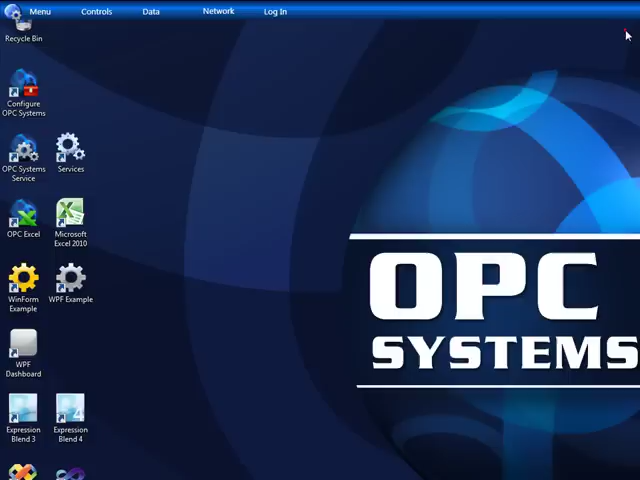 Menu Controls Data Network Log In
Recycle Bin
Configure
OPC Systems
OPC Systems
Service
Services
OPC Excel
Microsoft
Excel 2010
WinForm
Example
WPF Example
WPF
Dashboard
Expression
Blend 3
Expression
Blend 4
4
OPC
SYSTEMS